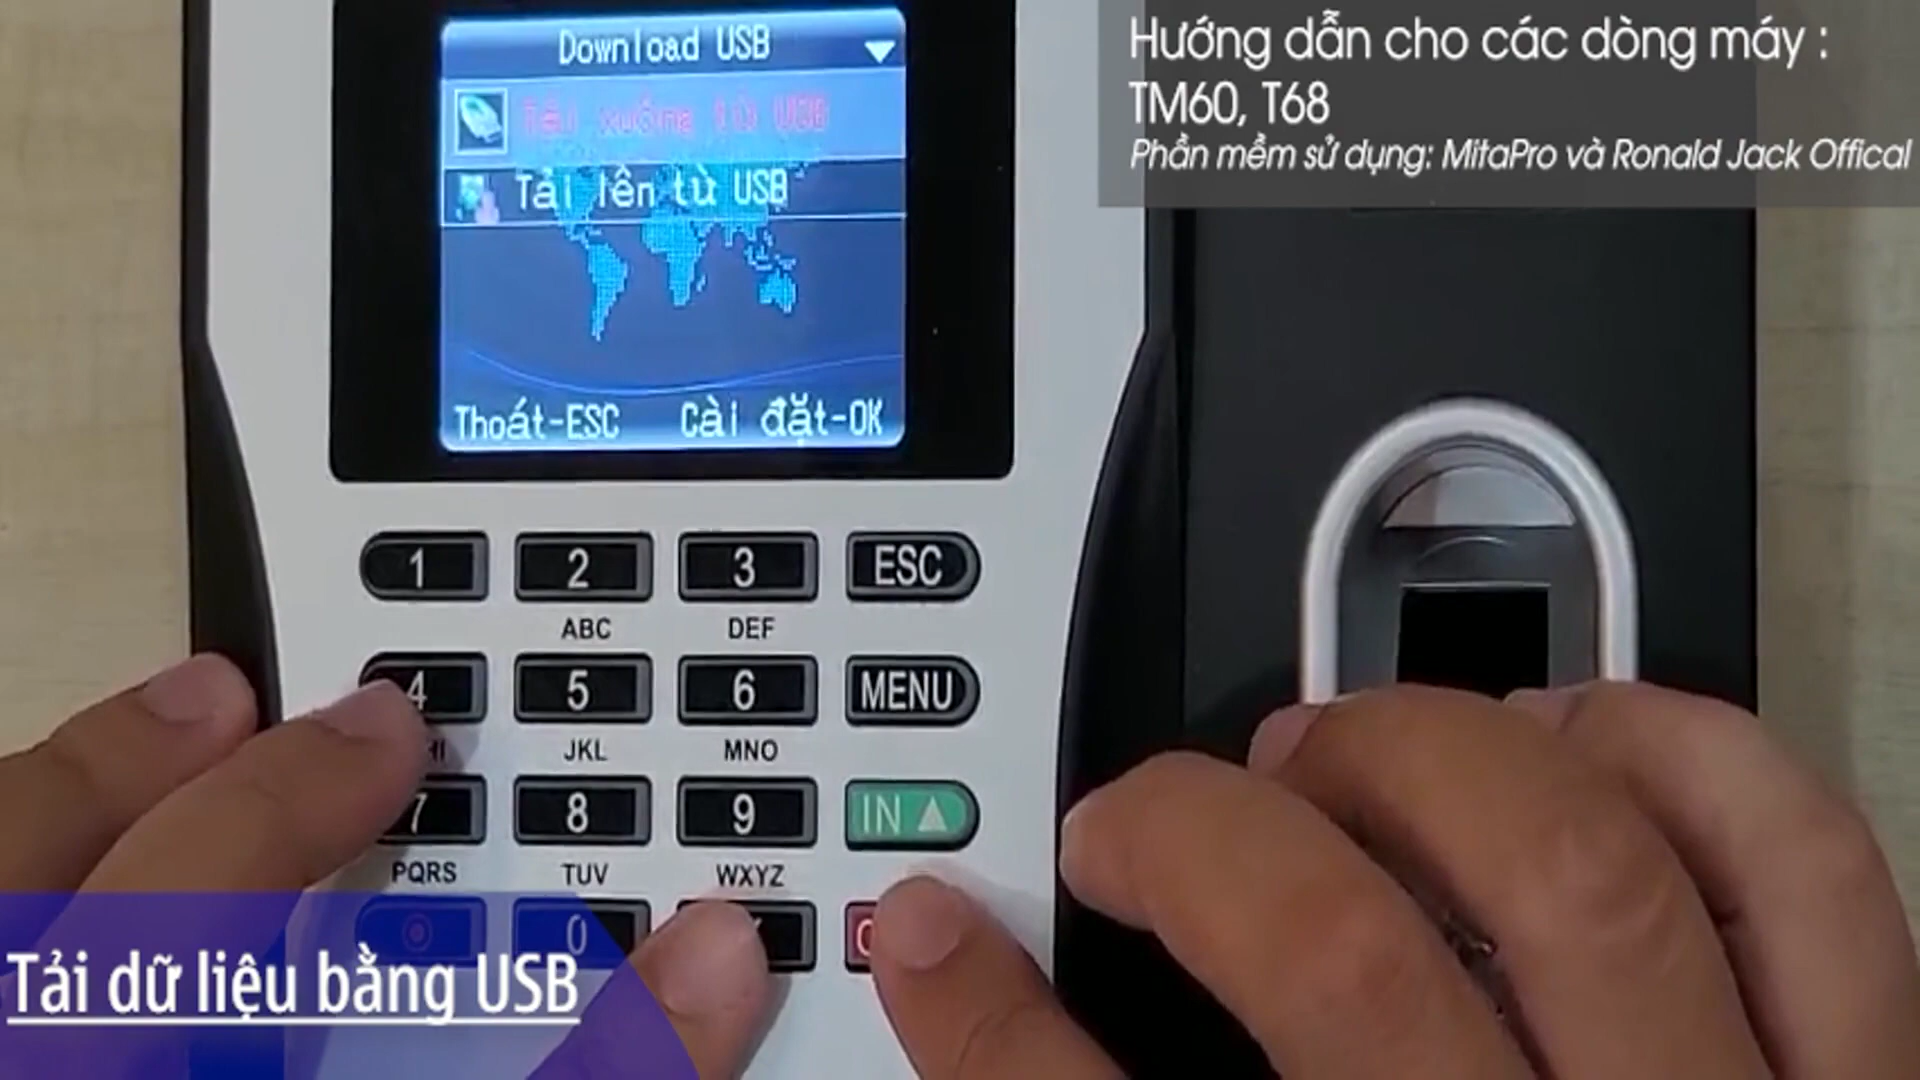 Download USB
Tải xuống từ USB
Tải lên từ USB
Thoát-ESC Cài đặt-OK
Hướng dẫn cho các dòng máy :
TM60, T68
Phần mềm sử dụng: MitaPro và Ronald Jack Offical
1 2 3 ESC
ABC DEF
4 5 6 MENU
JKL MNO
7 8 9 IN ▲
PQRS TUV WXYZ
0
Tải dữ liệu bằng USB